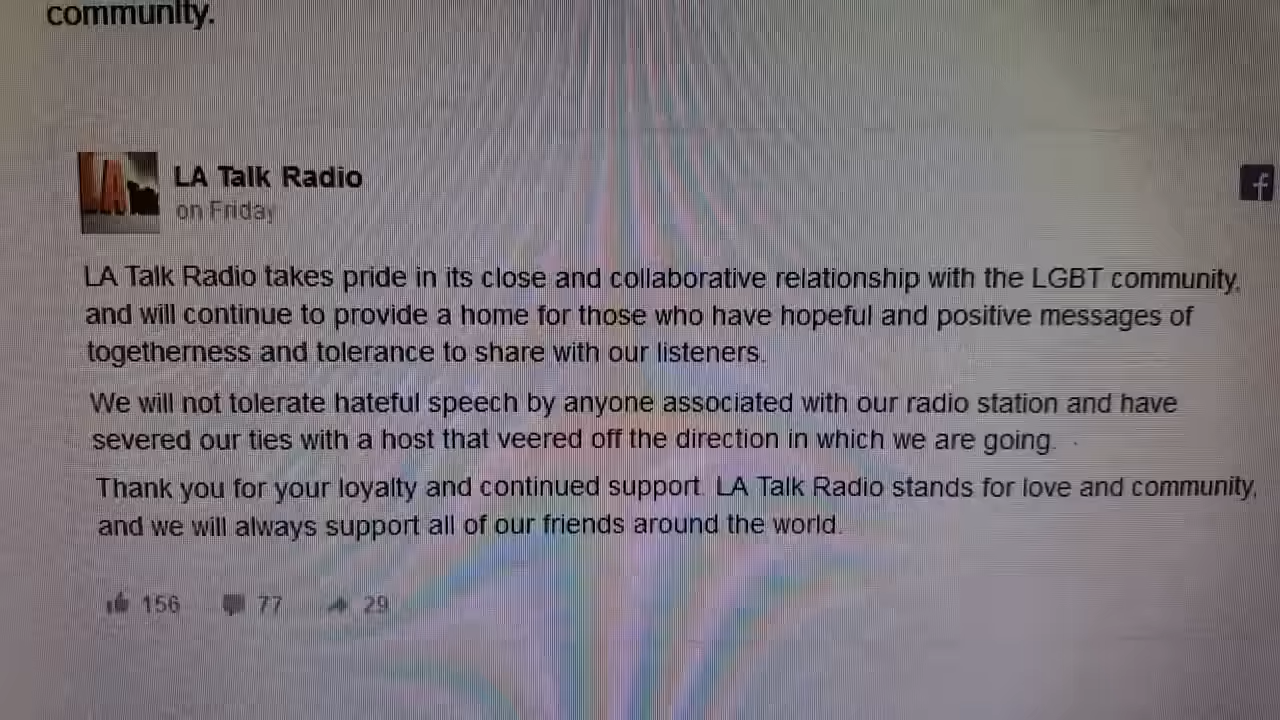 community.
LA Talk Radio
on Friday
f
LA Talk Radio takes pride in its close and collaborative relationship with the LGBT community,
and will continue to provide a home for those who have hopeful and positive messages of
togetherness and tolerance to share with our listeners.
We will not tolerate hateful speech by anyone associated with our radio station and have
severed our ties with a host that veered off the direction in which we are going.
Thank you for your loyalty and continued support. LA Talk Radio stands for love and community,
and we will always support all of our friends around the world.
156 77 29